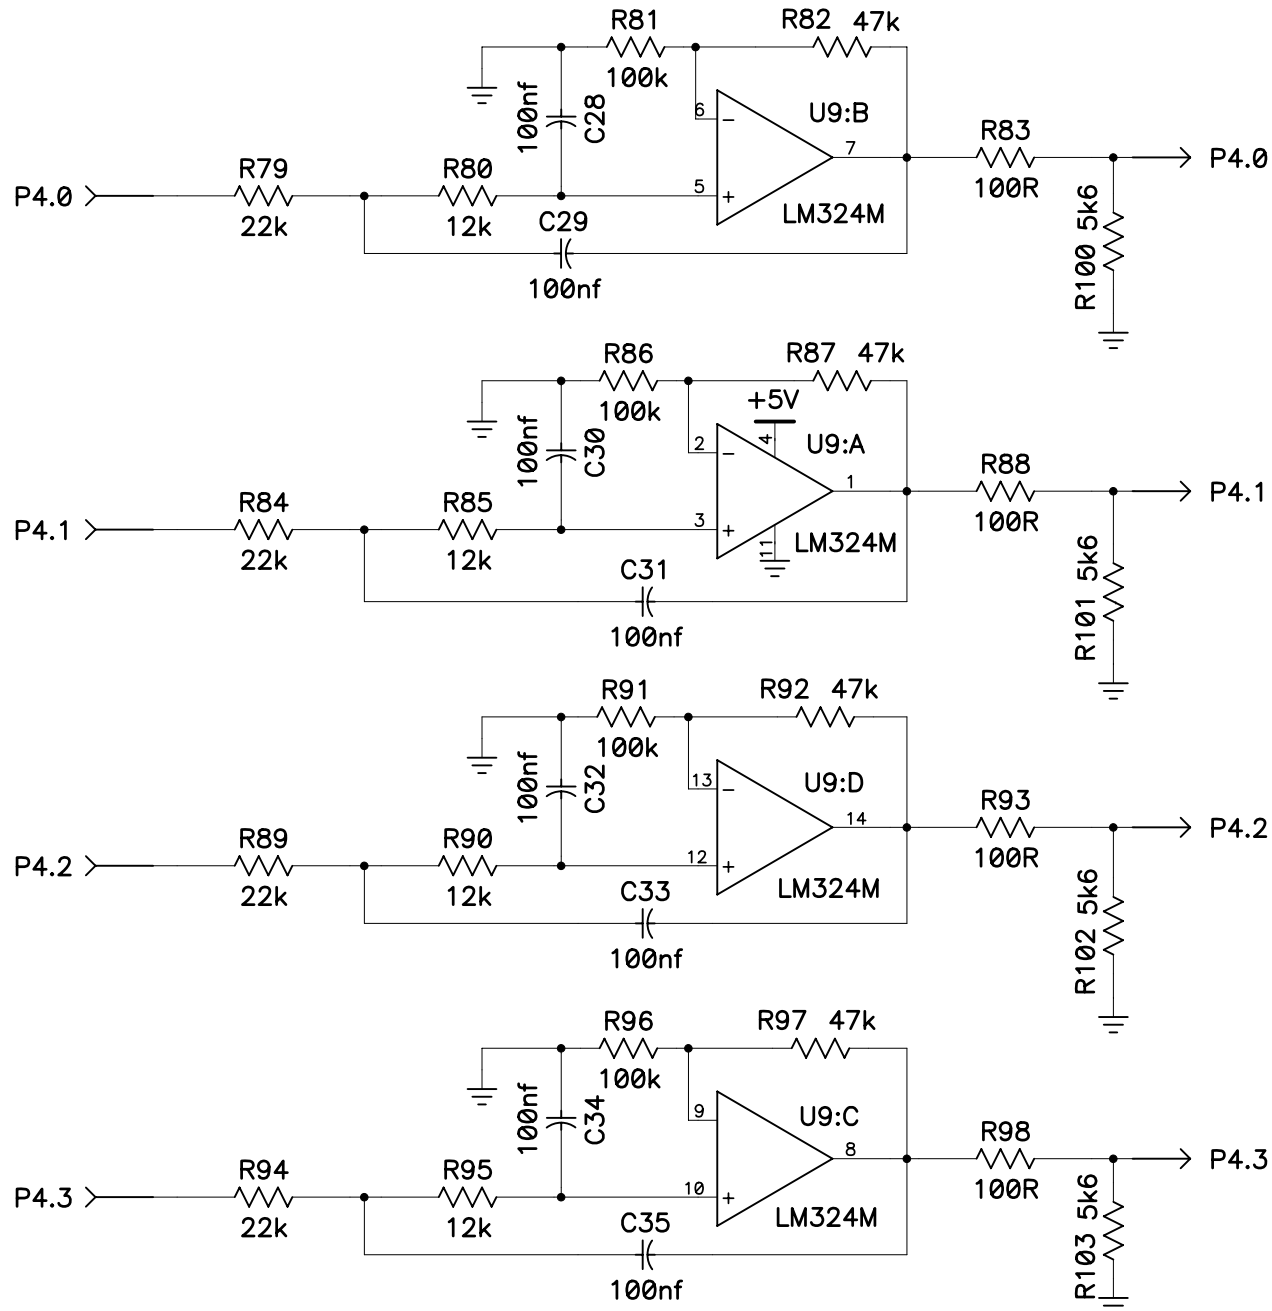 R81
R82 47k
100k
100nf
C28
6
U9:B
7
R83
100R
P4.0
R79
22k
P4.0
R80
12k
5
LM324M
C29
100nf
R100 5k6
R86
R87 47k
100k
+5V
100nf
C30
2
4
U9:A
1
R88
100R
P4.1
R84
22k
P4.1
R85
12k
3
11
LM324M
C31
100nf
R101 5k6
R91
R92 47k
100k
100nf
C32
13
U9:D
14
R93
100R
P4.2
R89
22k
P4.2
R90
12k
12
LM324M
C33
100nf
R102 5k6
R96
R97 47k
100k
100nf
C34
9
U9:C
8
R98
100R
P4.3
R94
22k
P4.3
R95
12k
10
LM324M
C35
100nf
R103 5k6